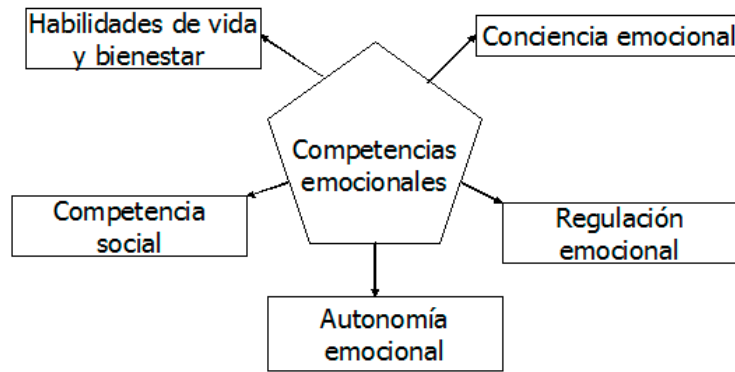 Habilidades de vida
y bienestar
Conciencia emocional
Competencias
emocionales
Competencia
social
Regulación
emocional
Autonomía
emocional